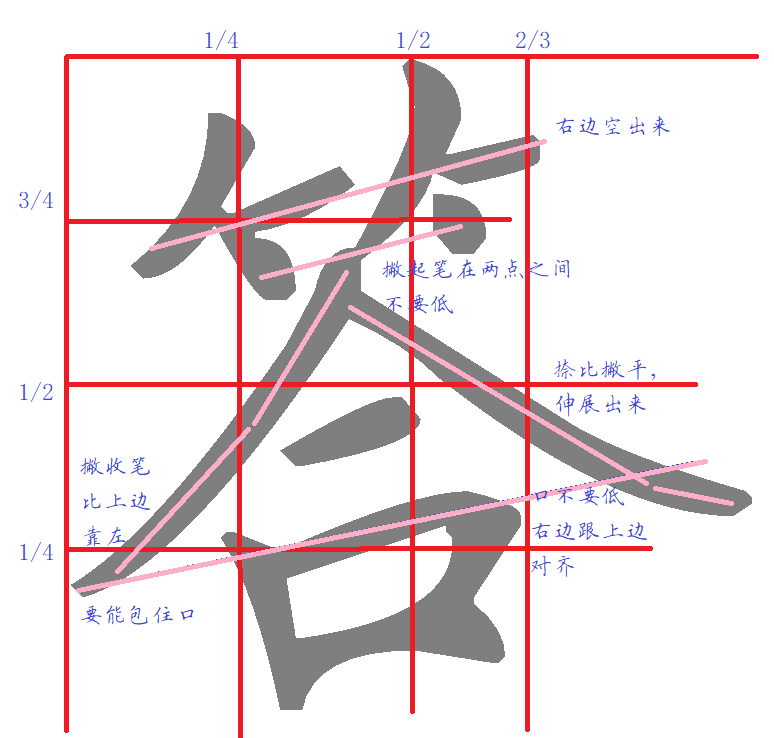 1/4 1/2 2/3
右边空出来
3/4
撇起笔在两点之间
不要低
捺比撇平，
伸展出来
1/2
撇收笔
比上边
靠左
口不要低
右边跟上边
对齐
1/4
要能包住口
答